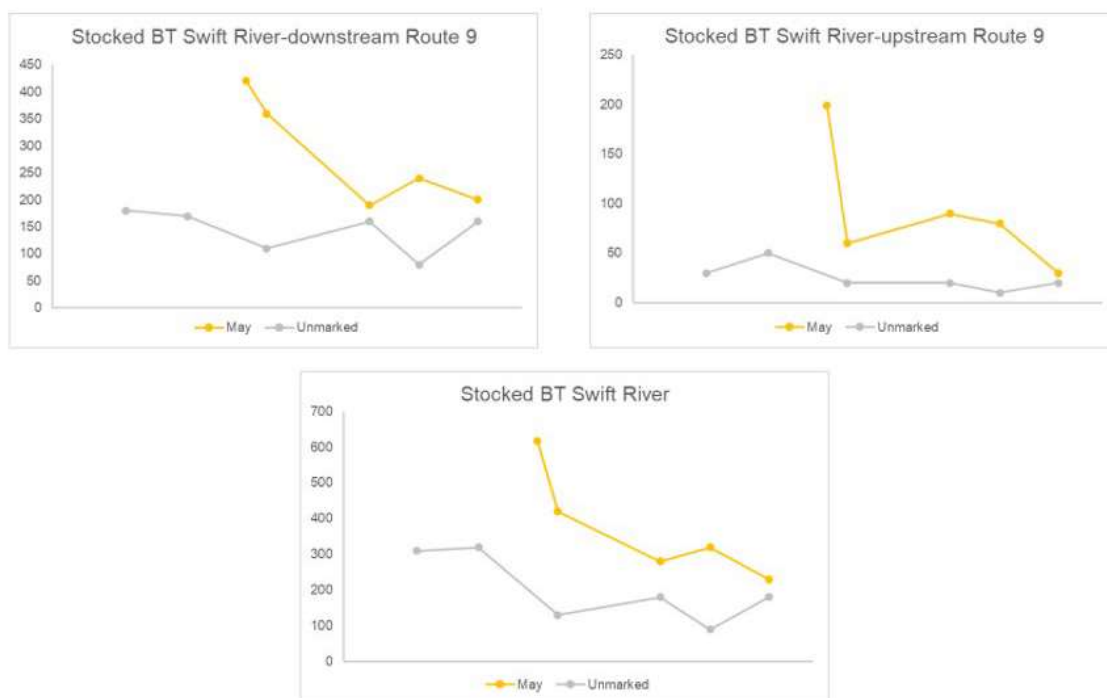 Stocked BT Swift River-downstream Route 9
450
400
350
300
250
200
150
100
50
0
May
Unmarked
Stocked BT Swift River-upstream Route 9
250
200
150
100
50
0
May
Unmarked
Stocked BT Swift River
700
600
500
400
300
200
100
0
May
Unmarked